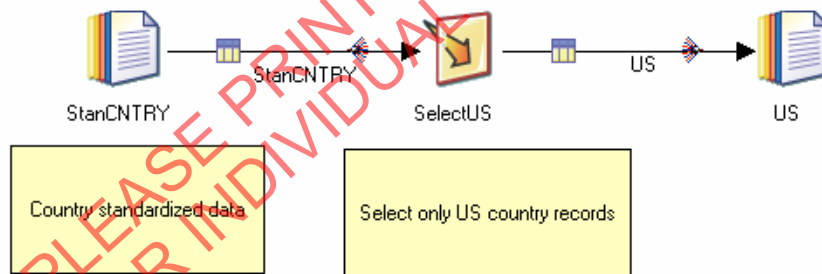 StanCNTRY
US
StanCNTRY
SelectUS
US
Country standardized data
Select only US country records
PLEASE PRINT
R INDIVIDUAL